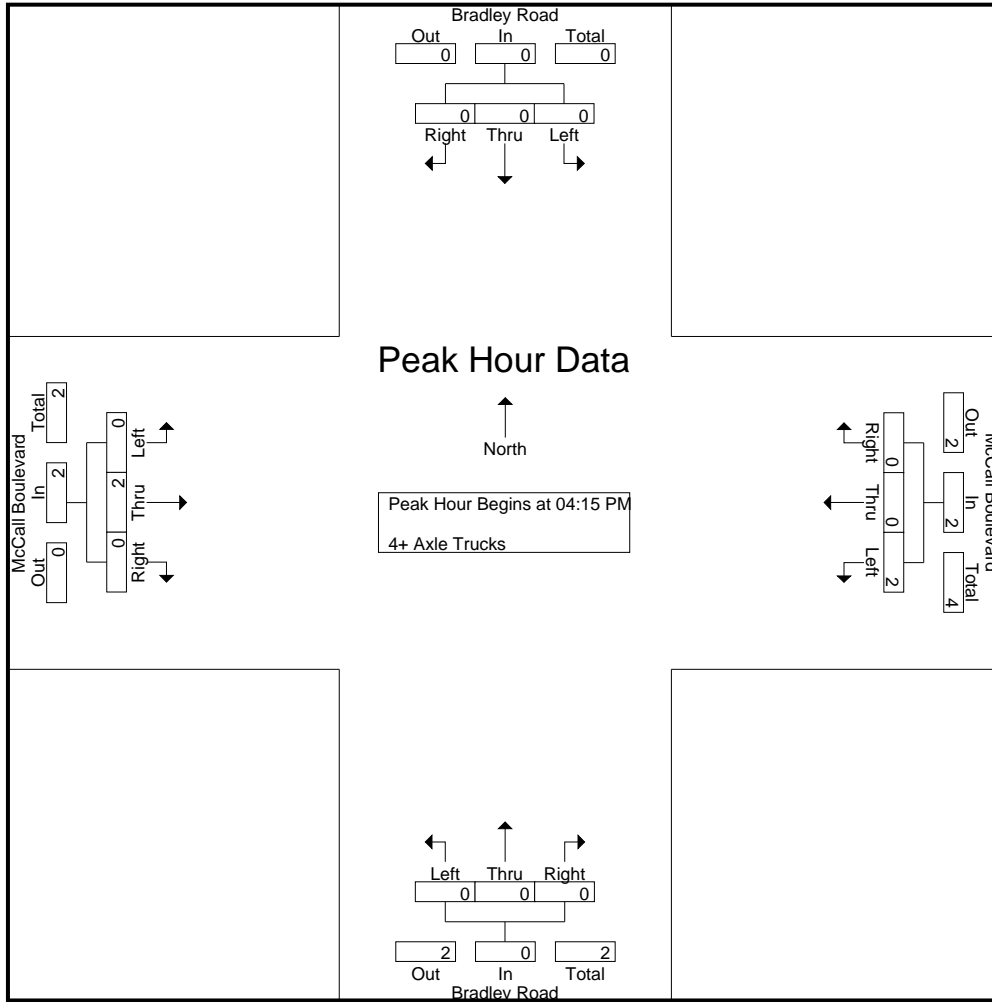 Bradley Road
Out In Total
0 0 0
0 0 0
Right Thru Left
Peak Hour Data
North
Peak Hour Begins at 04:15 PM
4+ Axle Trucks
McCall Boulevard
Out In Total
0 2 2
Right Thru Left
0 2 0
McCall Boulevard
Out In Total
2 2 4
Right Thru Left
0 0 2
Left Thru Right
0 0 0
2 0 2
Out In Total
Bradley Road